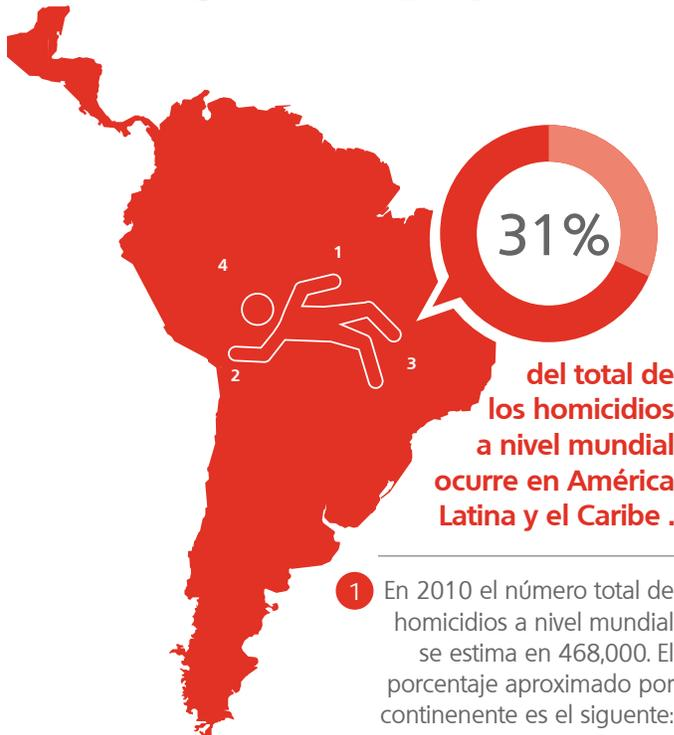 31%
1
4
2
3
del total de
los homicidios
a nivel mundial
ocurre en América
Latina y el Caribe .
1 En 2010 el número total de
homicidios a nivel mundial
se estima en 468,000. El
porcentaje aproximado por
continenente es el siguente: